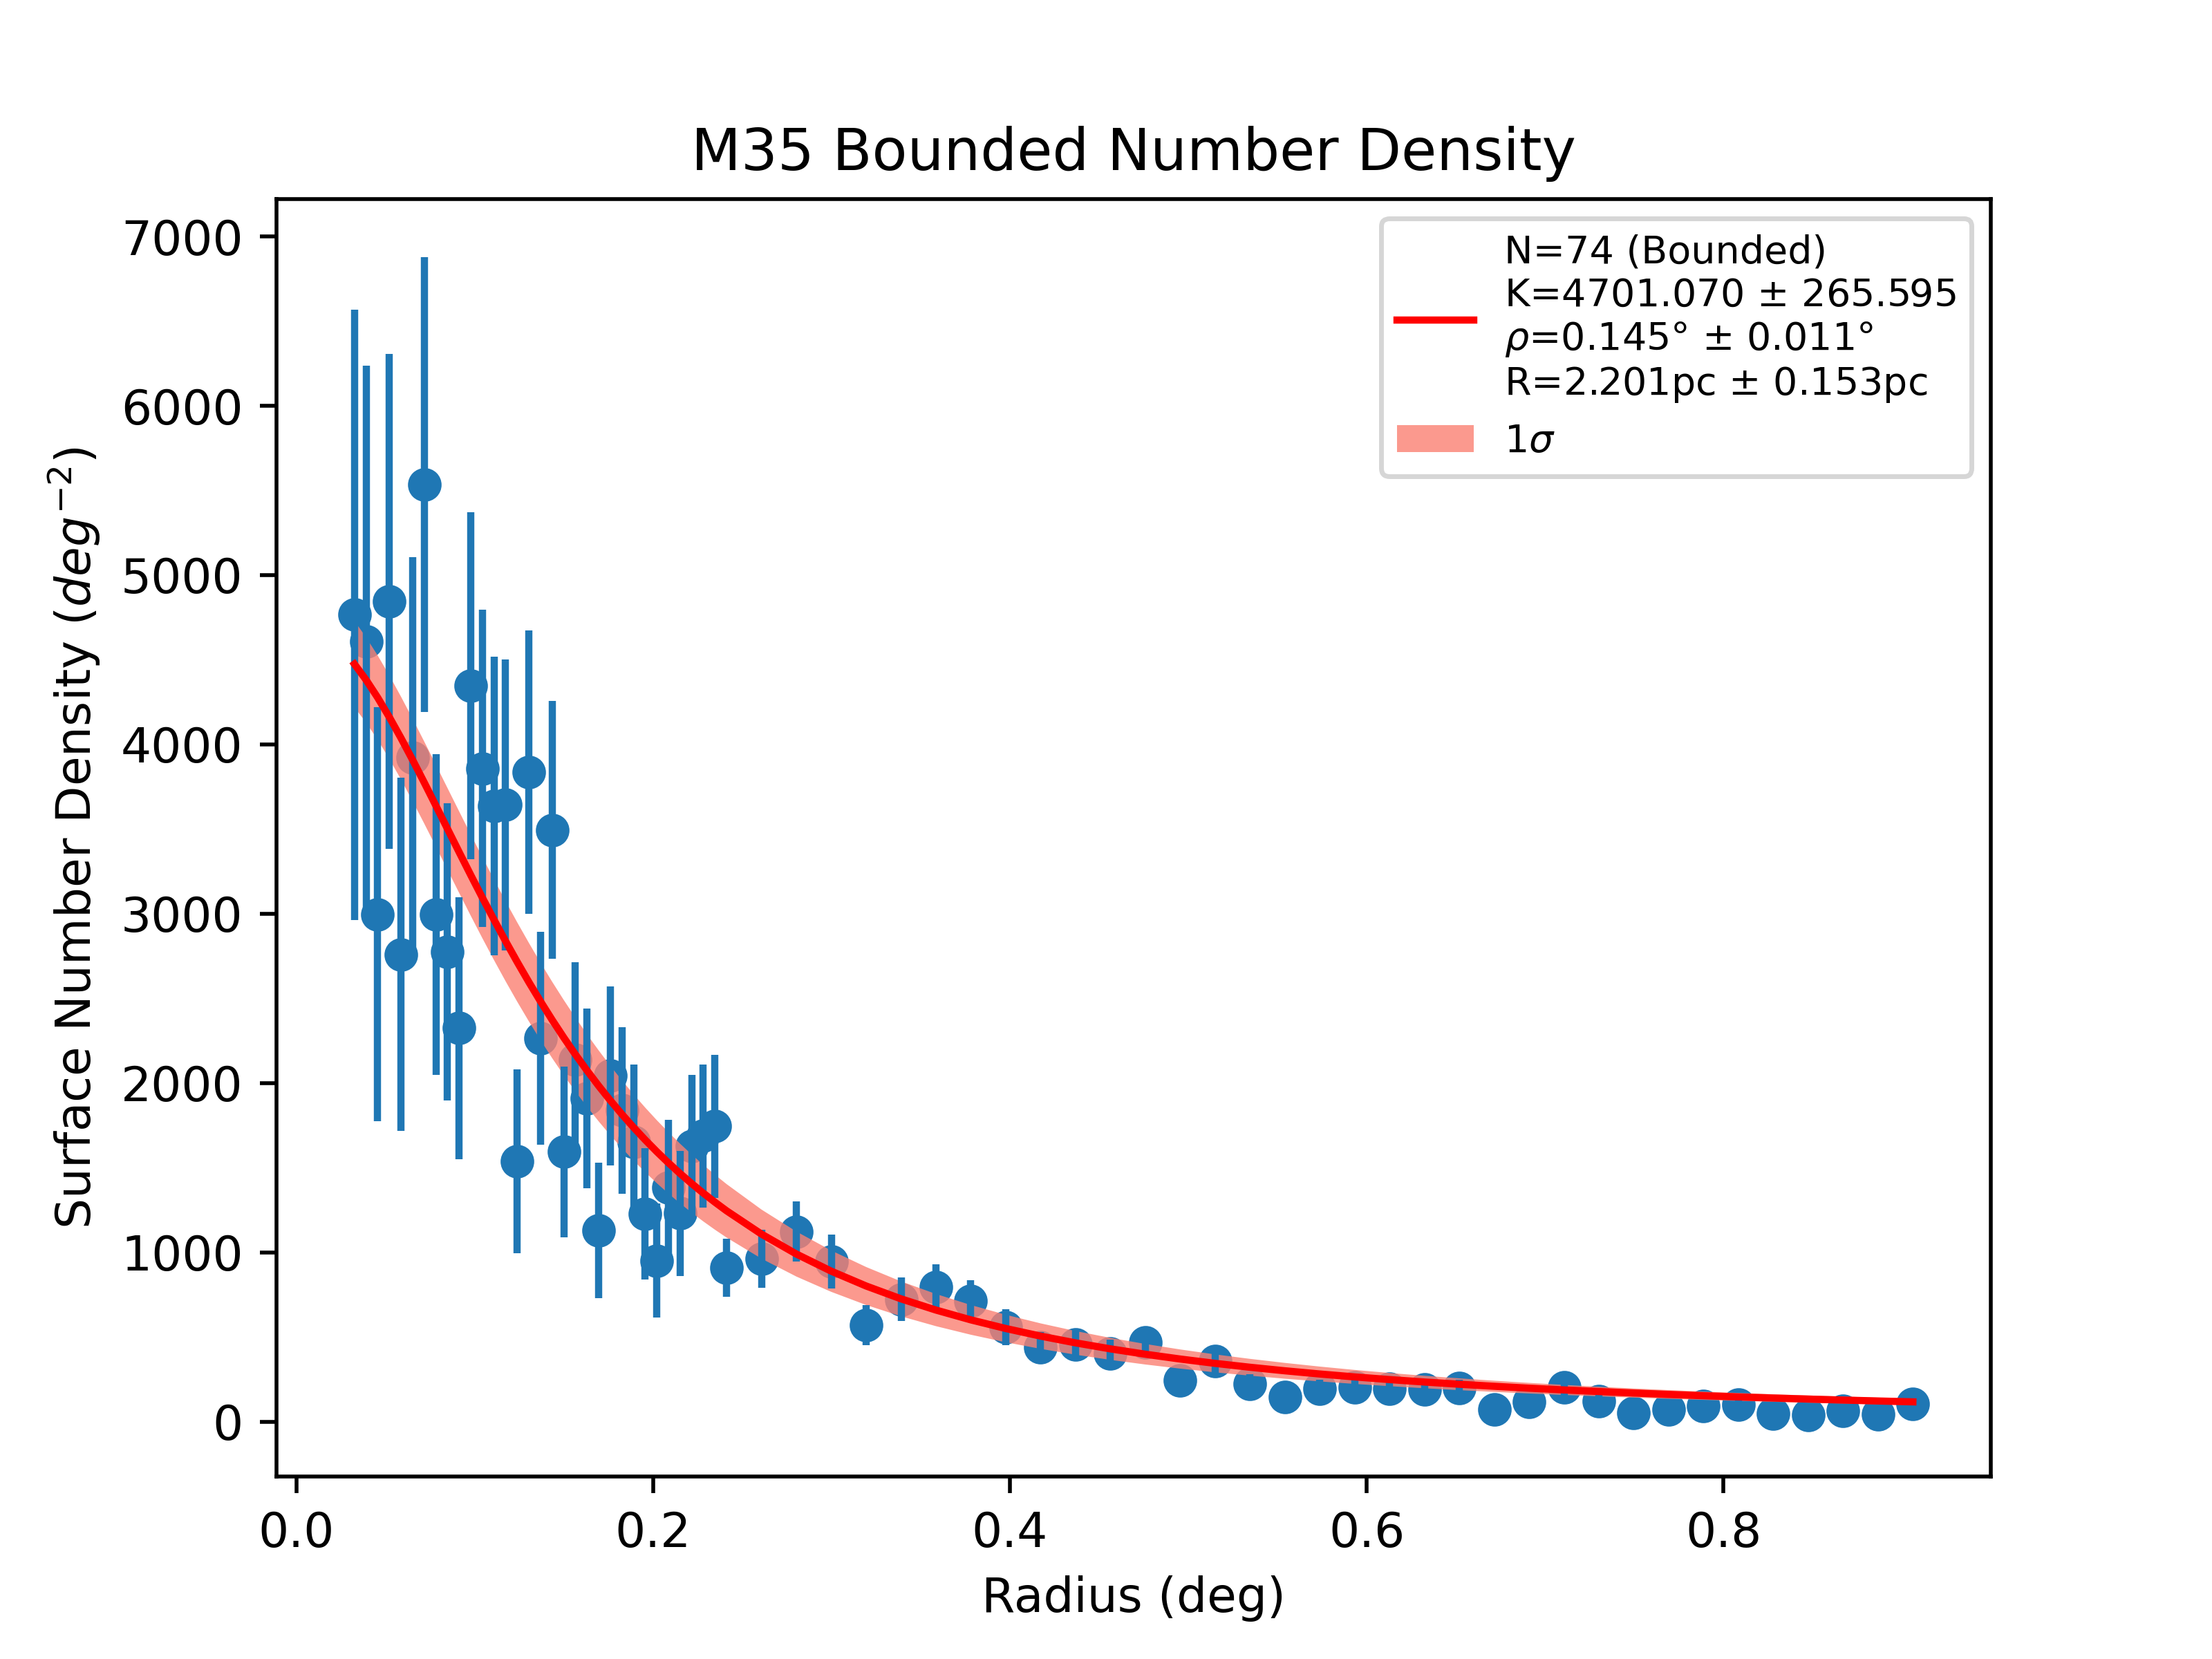 M35 Bounded Number Density
N=74 (Bounded)
K=4701.070 ± 265.595
ρ=0.145° ± 0.011°
R=2.201pc ± 0.153pc
1σ
Surface Number Density (deg⁻²)
7000
6000
5000
4000
3000
2000
1000
0
0.0 0.2 0.4 0.6 0.8
Radius (deg)